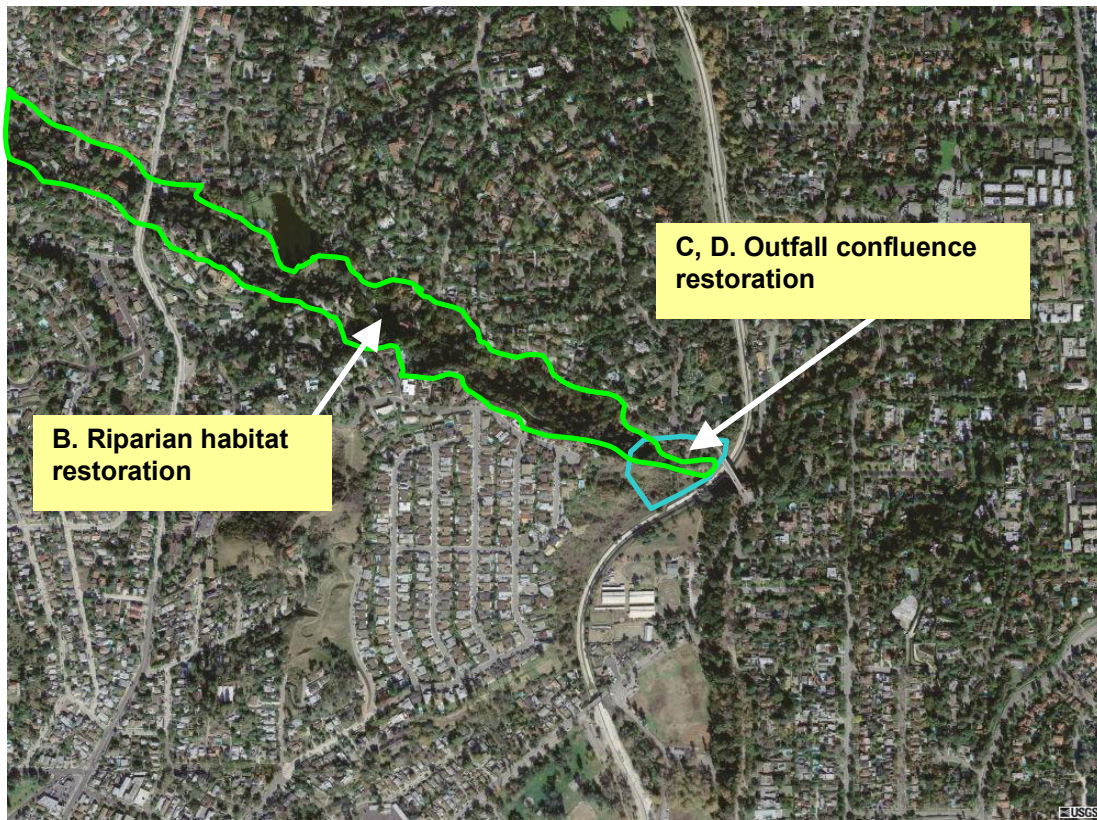 C, D. Outfall confluence
restoration
B. Riparian habitat
restoration
USGS